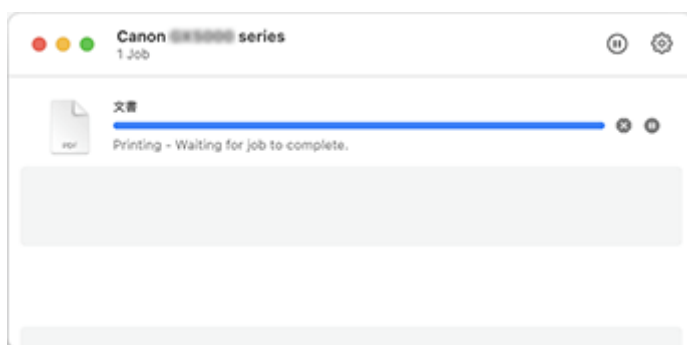 Canon series
1 Job
文書
PDF
Printing - Waiting for job to complete.